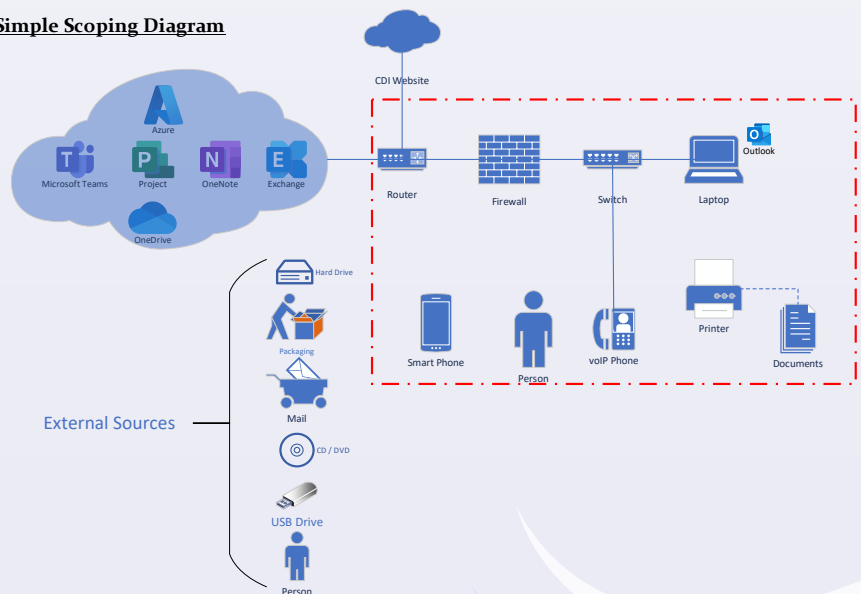 Simple Scoping Diagram
CDI Website
Azure
Microsoft Teams
Project
OneNote
Exchange
OneDrive
Router
Firewall
Switch
Outlook
Laptop
Smart Phone
Person
voIP Phone
Printer
Documents
External Sources
Hard Drive
Packaging
Mail
CD / DVD
USB Drive
Person